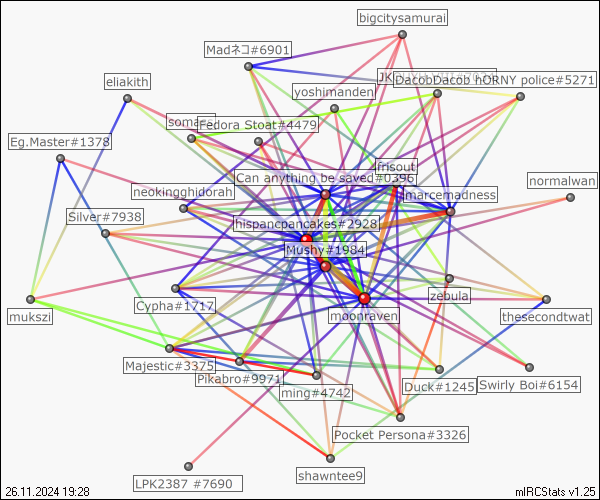 bigcitysamurai
Madネコ#6901
DacobDacob
hORNY police#5271
eliakith
yoshimanden
Fedora Stoat#4479
Eg.Master#1378
frisout
Can anything be saved#0396
normalwan
neokingghidorah
jmarcemadness
Silver#7938
hispancpancakes#2928
Mushy#1984
zebula
mukszi
Cypha#1717
moonraven
thesecondtwat
Majestic#3375
Pikabro#9971
ming#4742
Duck#1245
Swirly Boi#6154
Pocket Persona#3326
LPK2387 #7690
shawntee9
26.11.2024 19:28
mIRCStats v1.25